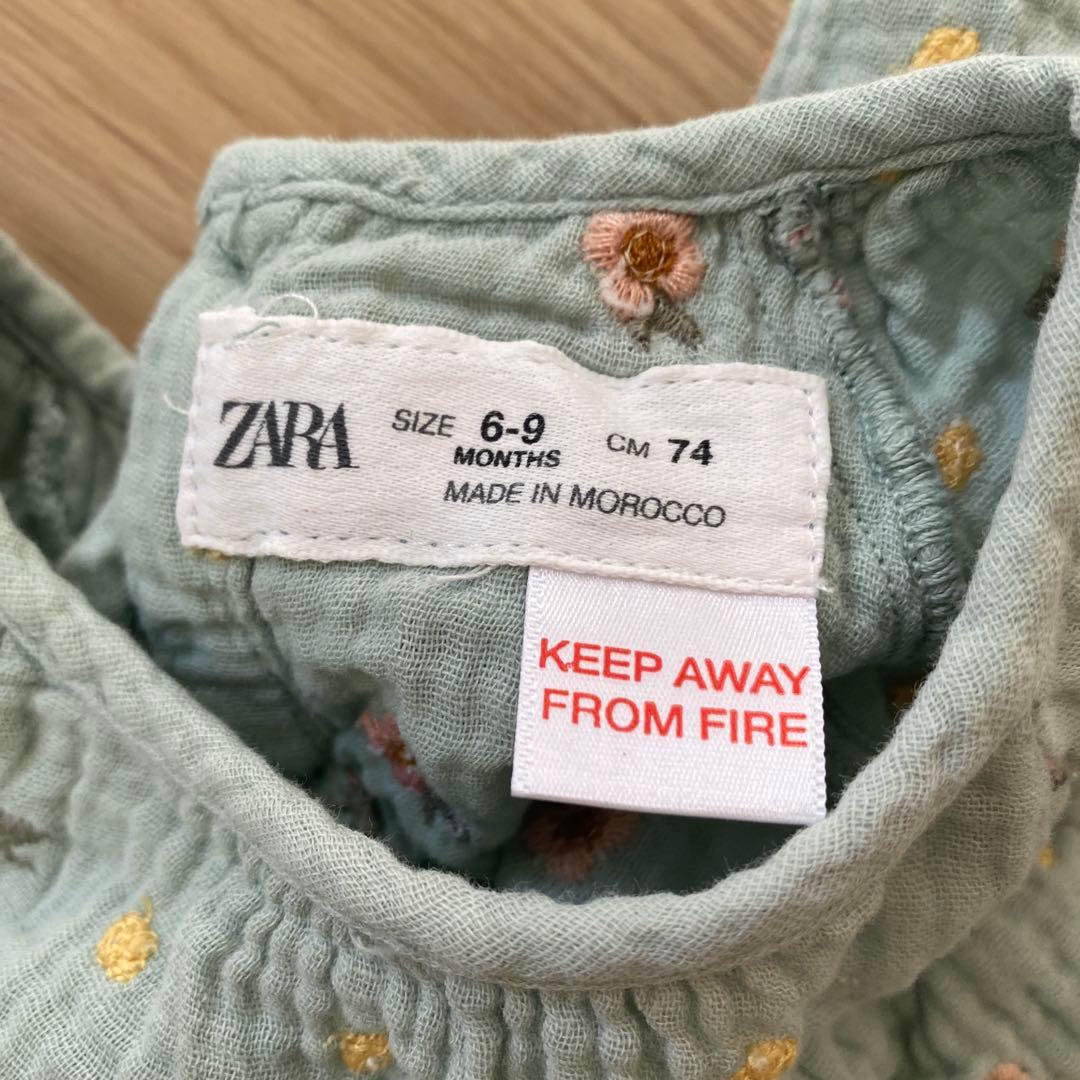 ZARA SIZE 6-9 CM 74
MONTHS
MADE IN MOROCCO
KEEP AWAY
FROM FIRE